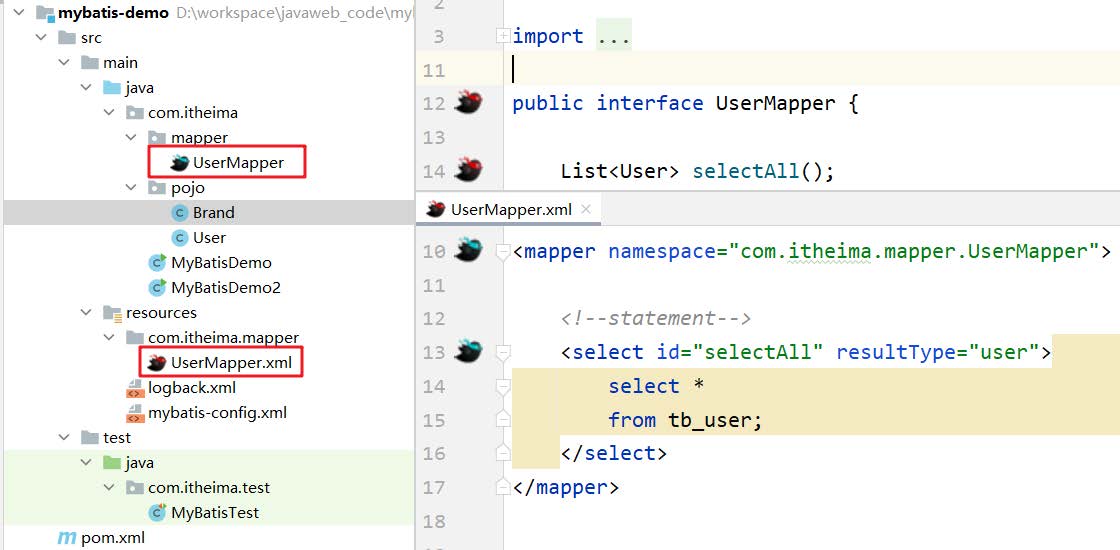 mybatis-demo D:\workspace\javaweb_code\my
src
main
java
com.itheima
mapper
UserMapper
pojo
Brand
User
MyBatisDemo
MyBatisDemo2
resources
com.itheima.mapper
UserMapper.xml
logback.xml
mybatis-config.xml
test
java
com.itheima.test
MyBatisTest
pom.xml
2
3 import ...
11
12 public interface UserMapper {
13
14 List<User> selectAll();
UserMapper.xml
10 <mapper namespace="com.itheima.mapper.UserMapper">
11
12 <!--statement-->
13 <select id="selectAll" resultType="user">
14 select *
15 from tb_user;
16 </select>
17 </mapper>
18